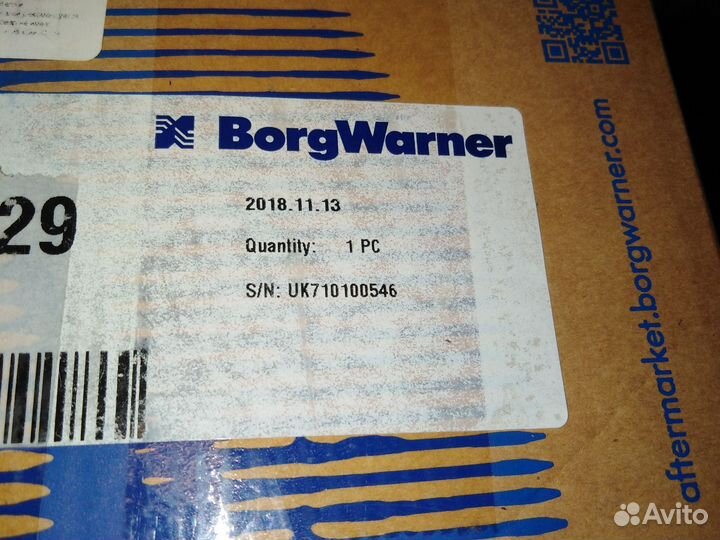 BorgWarner
29
2018.11.13
Quantity: 1 PC
S/N: UK710100546
aftermarket.borgwarner.com
Avito